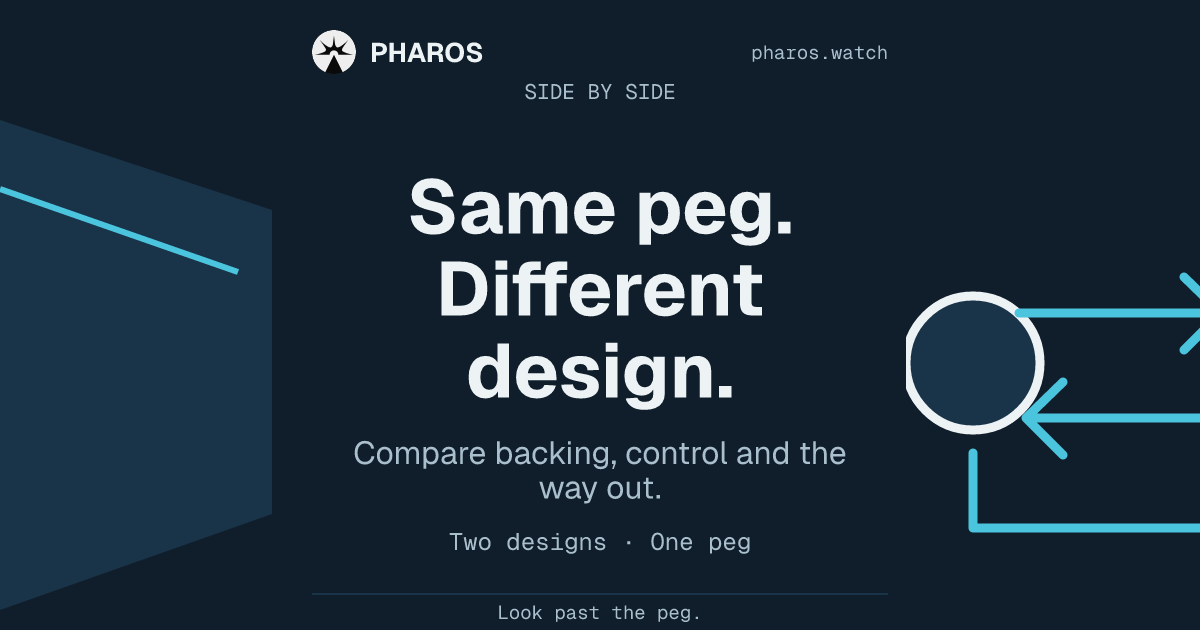 PHAROS
pharos.watch
SIDE BY SIDE
Same peg.
Different
design.
Compare backing, control and the
way out.
Two designs · One peg
Look past the peg.